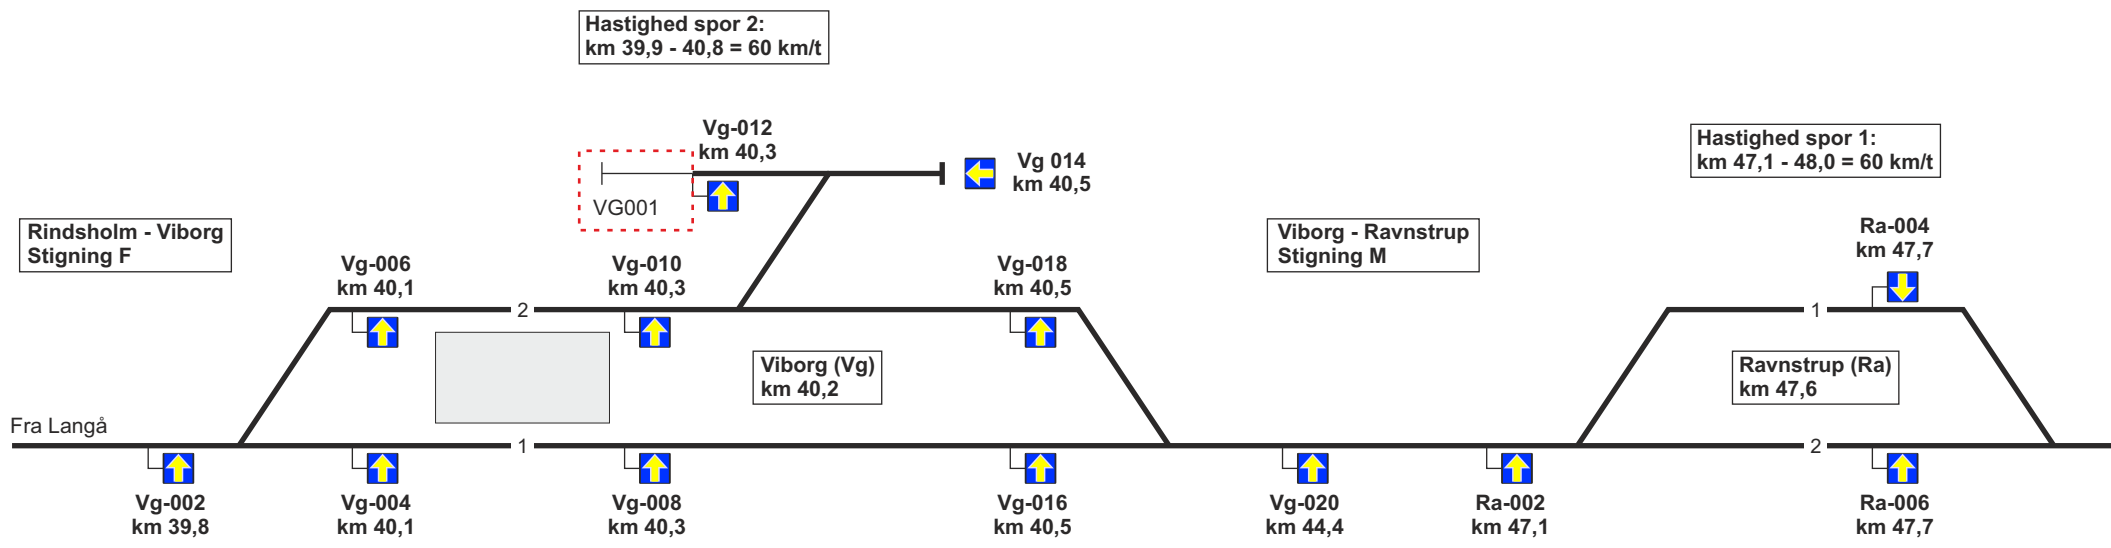 Hastighed spor 2:
km 39,9 - 40,8 = 60 km/t
Vg-012
km 40,3
Vg 014
km 40,5
VG001
Hastighed spor 1:
km 47,1 - 48,0 = 60 km/t
Rindsholm - Viborg
Stigning F
Viborg - Ravnstrup
Stigning M
Ra-004
km 47,7
Vg-006
km 40,1
Vg-010
km 40,3
Vg-018
km 40,5
2
1
Viborg (Vg)
km 40,2
Ravnstrup (Ra)
km 47,6
Fra Langå
1
2
Vg-002
km 39,8
Vg-004
km 40,1
Vg-008
km 40,3
Vg-016
km 40,5
Vg-020
km 44,4
Ra-002
km 47,1
Ra-006
km 47,7